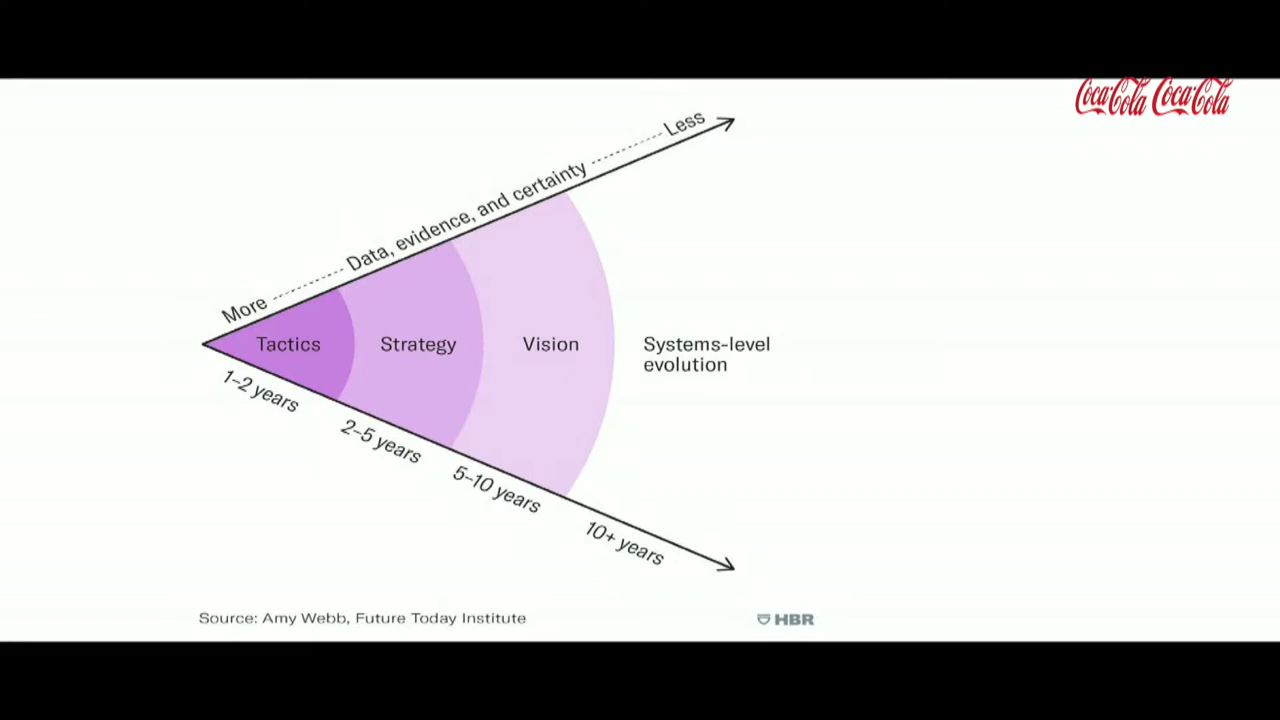 Coca-Cola Coca-Cola
More
Data, evidence, and certainty
Less
Tactics
Strategy
Vision
Systems-level
evolution
1–2 years
2–5 years
5–10 years
10+ years
Source: Amy Webb, Future Today Institute
HBR